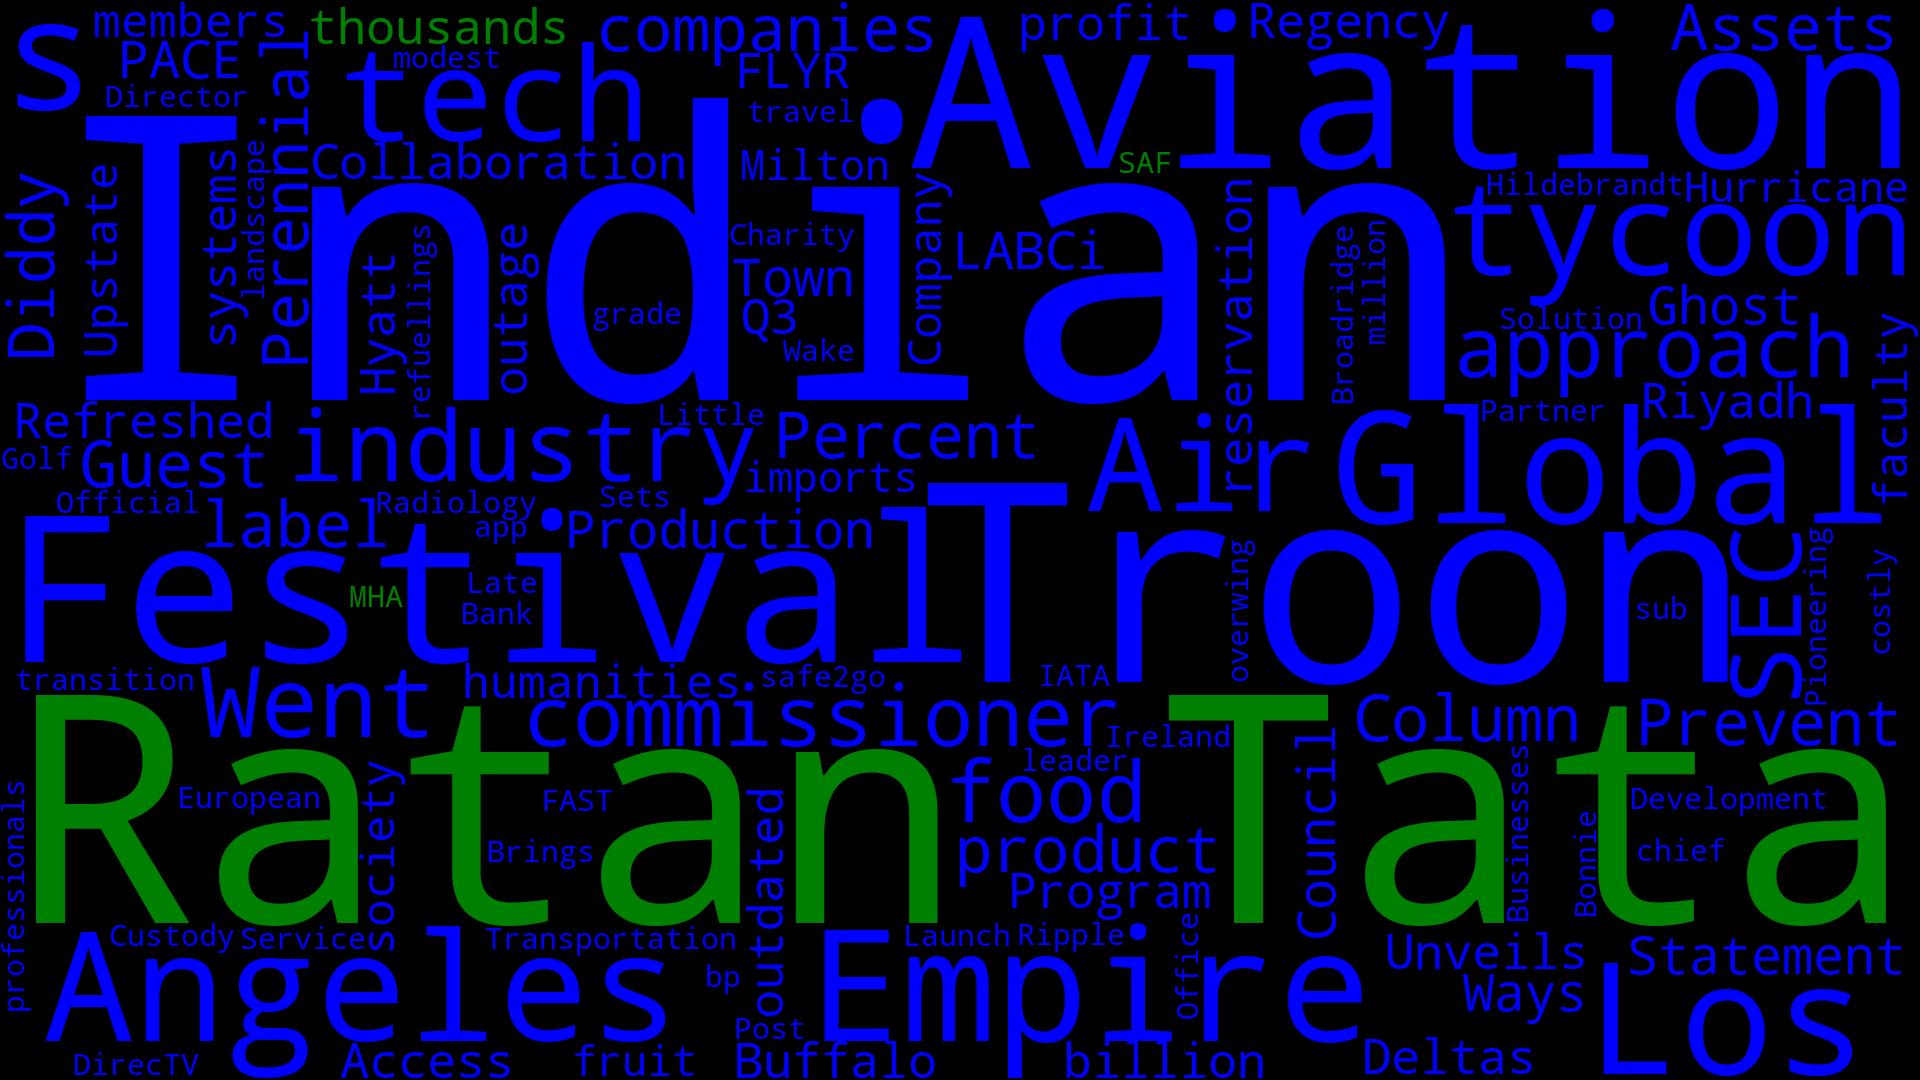 s
members
thousands
companies
profit
Regency
Assets
PACE
modest
tech
FLYR
Aviation
Director
travel
Perennial
Collaboration
Milton
SAF
Hildebrandt
Hurricane
Diddy
Upstate
systems
landscape
Indian
tycoon
Hyatt
refuellings
outage
Charity
Town
Company
LABCi
reservation
Broadridge
million
grade
Q3
Wake
Solution
Ghost
approach
faculty
Refreshed
Little
Percent
Partner
Riyadh
Golf
Guest
industry
imports
Air
Global
Official
label
Radiology
Sets
app
Production
Festival
Troon
MHA
Late
Bank
overwing
sub
SEC
Pioneering
costly
transition
Went
humanities
safe2go
IATA
commissioner
Ireland
Column
Prevent
Ratan Tata
leader
food
Council
Businesses
Development
professionals
European
society
FAST
Brings
outdated
product
Bonnie
chief
Program
Custody
Service
Transportation
Launch
Ripple
Office
Unveils
Statement
Angeles
bp
Empire
Ways
Los
Post
DirecTV
Access
fruit
Buffalo
billion
Deltas